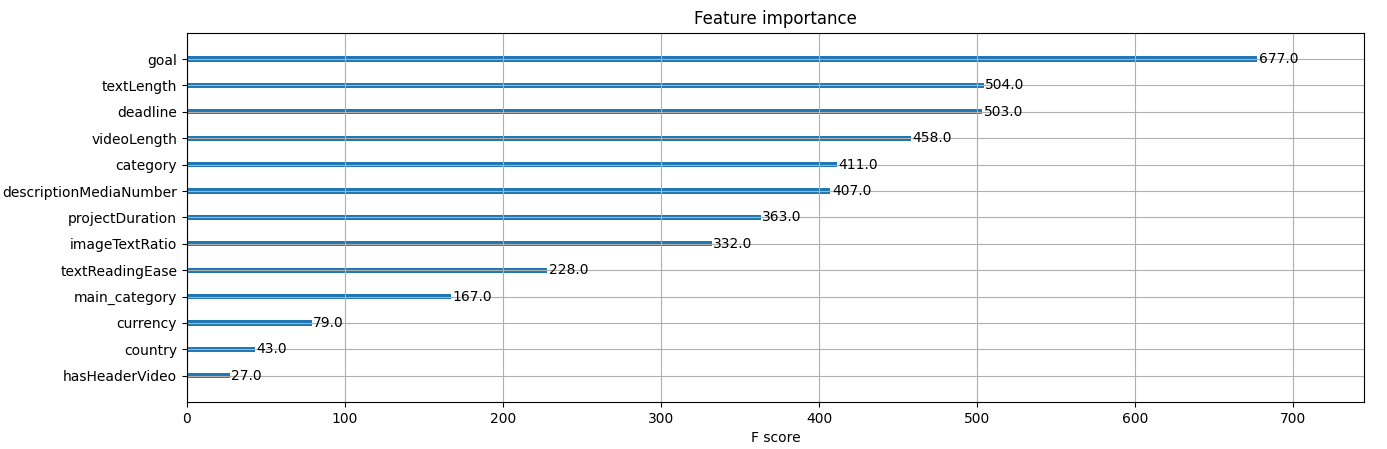 Feature importance
goal 677.0
textLength 504.0
deadline 503.0
videoLength 458.0
category 411.0
descriptionMediaNumber 407.0
projectDuration 363.0
imageTextRatio 332.0
textReadingEase 228.0
main_category 167.0
currency 79.0
country 43.0
hasHeaderVideo 27.0
0 100 200 300 400 500 600 700
F score